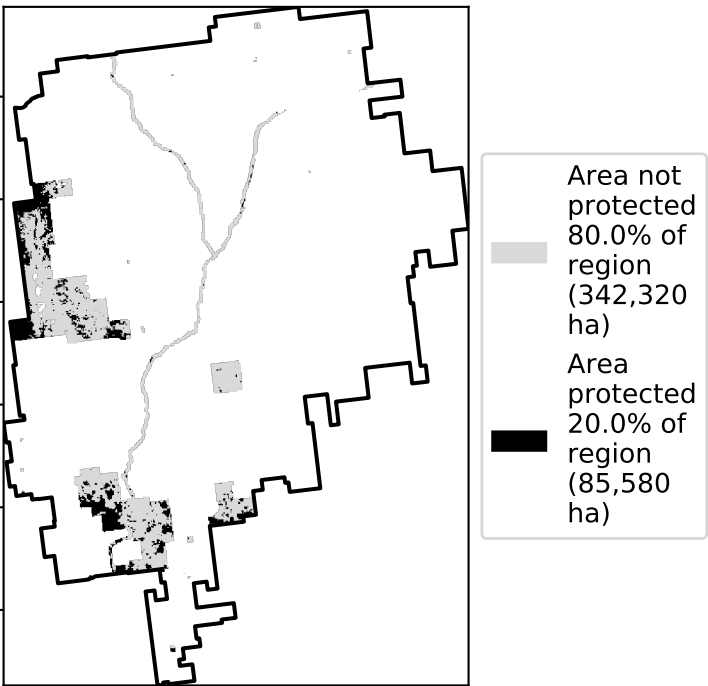 Area not
protected
80.0% of
region
(342,320
ha)
Area
protected
20.0% of
region
(85,580
ha)